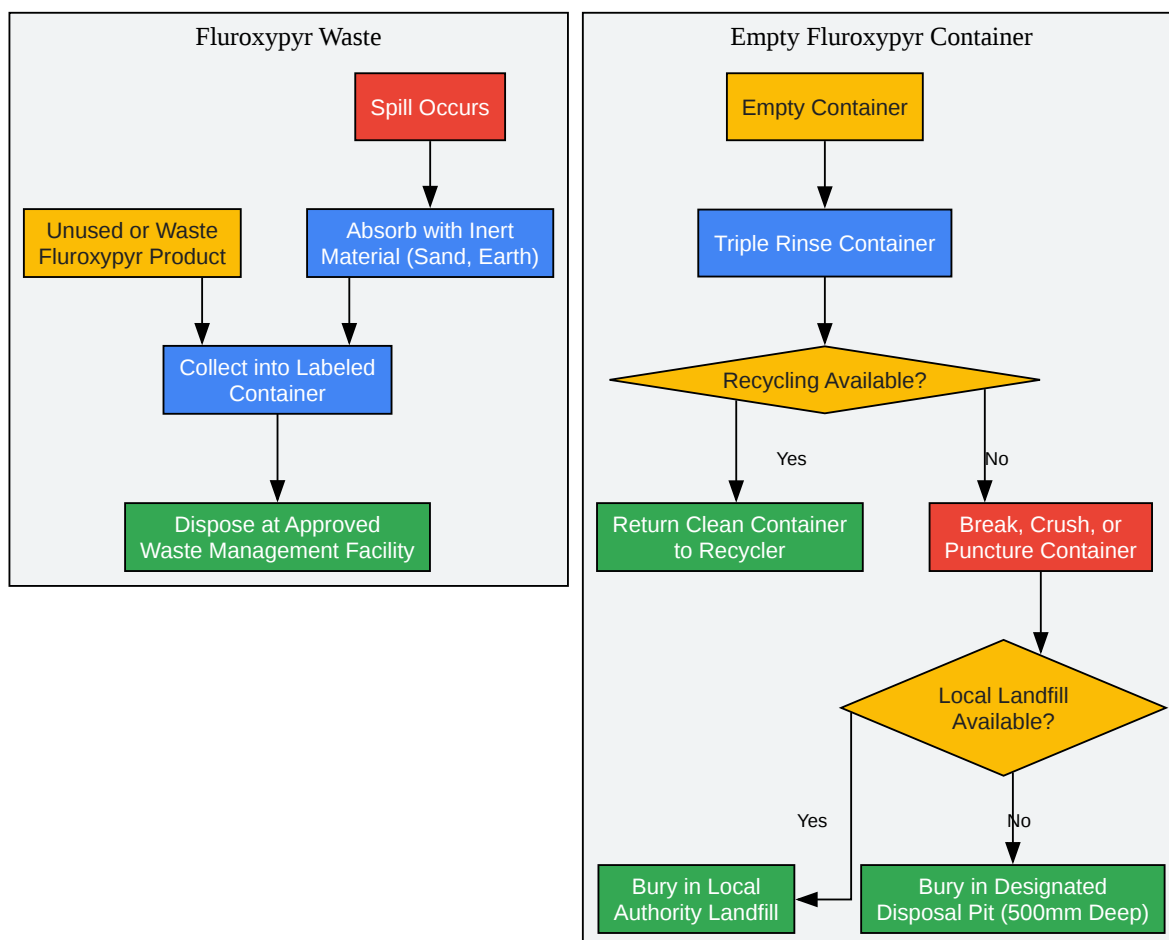 Fluroxypyr Waste
Spill Occurs
Unused or Waste
Fluroxypyr Product
Absorb with Inert
Material (Sand, Earth)
Collect into Labeled
Container
Dispose at Approved
Waste Management Facility
Empty Fluroxypyr Container
Empty Container
Triple Rinse Container
Recycling Available?
Yes
No
Return Clean Container
to Recycler
Break, Crush, or
Puncture Container
Local Landfill
Available?
Yes
No
Bury in Local
Authority Landfill
Bury in Designated
Disposal Pit (500mm Deep)